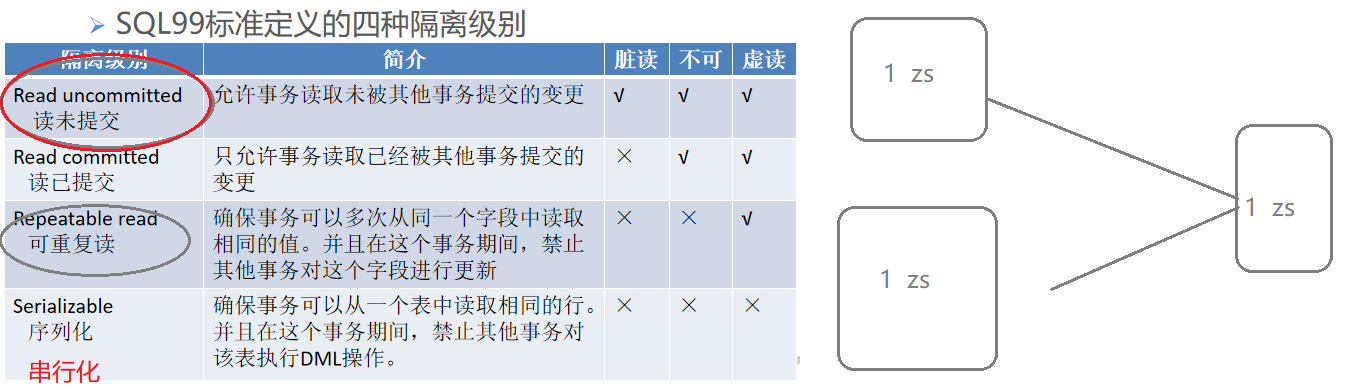 SQL99标准定义的四种隔离级别
隔离级别 简介 脏读 不可 虚读
Read uncommitted
读未提交
允许事务读取未被其他事务提交的变更 √ √ √
Read committed
读已提交
只允许事务读取已经被其他事务提交的
变更
× √ √
Repeatable read
可重复读
确保事务可以多次从同一个字段中读取
相同的值。并且在这个事务期间，禁止
其他事务对这个字段进行更新
× × √
Serializable
序列化
串行化
确保事务可以从一个表中读取相同的行。
并且在这个事务期间，禁止其他事务对
该表执行DML操作。
× × ×
1 zs
1 zs
1 zs